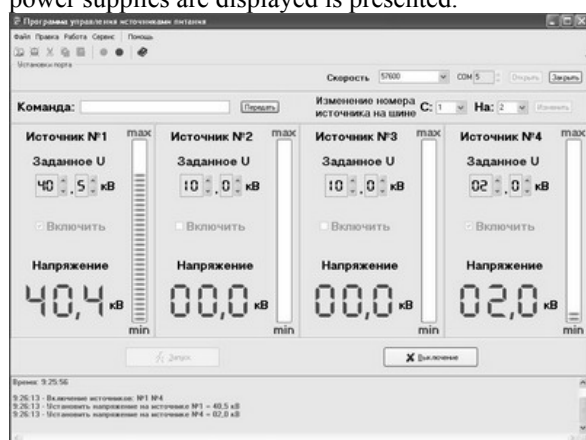 power supplies are displayed is presented.
Программа управления источниками питания
Файл Правка Работа Сервис Помощь
Установки порта
Скорость 57600 COM 5 Открыть Закрыть
Команда: Передать Изменение номера источника на шине С: 1 На: 2 Изменить
Источник №1 max Источник №2 max Источник №3 max Источник №4 max
Заданное U Заданное U Заданное U Заданное U
40 , 5 кВ 10 , 0 кВ 10 , 0 кВ 02 , 0 кВ
Включить Включить Включить Включить
Напряжение Напряжение Напряжение Напряжение
40,4 кВ 00,0 кВ 00,0 кВ 02,0 кВ
min min min min
Запуск Выключение
Время: 9:25:56
9:26:13 - Включение источников: №1 №4
9:26:13 - Установить напряжение на источнике №1 = 40,5 кВ
9:26:13 - Установить напряжение на источнике №4 = 02,0 кВ